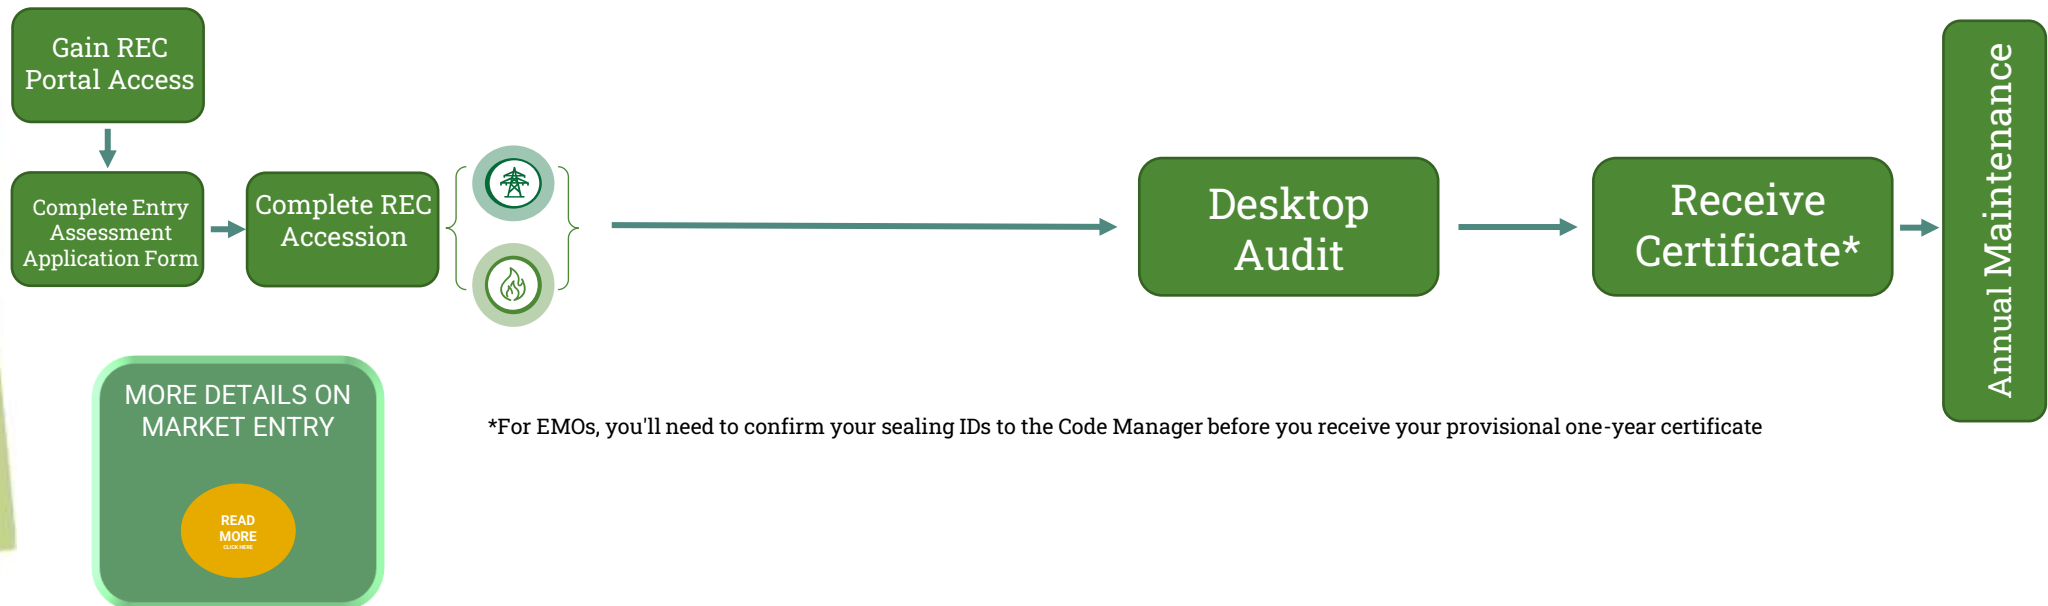 Gain REC
Portal Access
Complete Entry
Assessment
Application Form
Complete REC
Accession
Desktop
Audit
Receive
Certificate*
Annual Maintenance
MORE DETAILS ON
MARKET ENTRY
READ
MORE
CLICK HERE
*For EMOs, you'll need to confirm your sealing IDs to the Code Manager before you receive your provisional one-year certificate